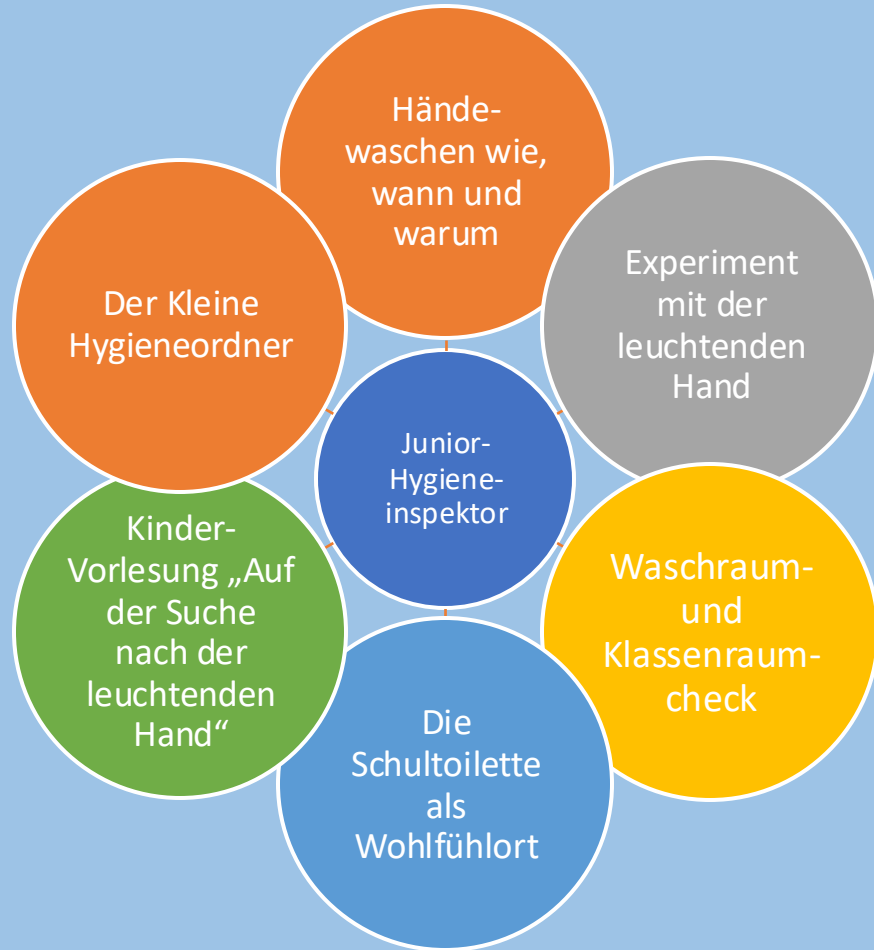 Hände-
waschen wie,
wann und
warum
Experiment
mit der
leuchtenden
Hand
Waschraum-
und
Klassenraum-
check
Die
Schultoilette
als
Wohlfühlort
Kinder-
Vorlesung „Auf
der Suche
nach der
leuchtenden
Hand“
Der Kleine
Hygieneordner
Junior-
Hygiene-
inspektor